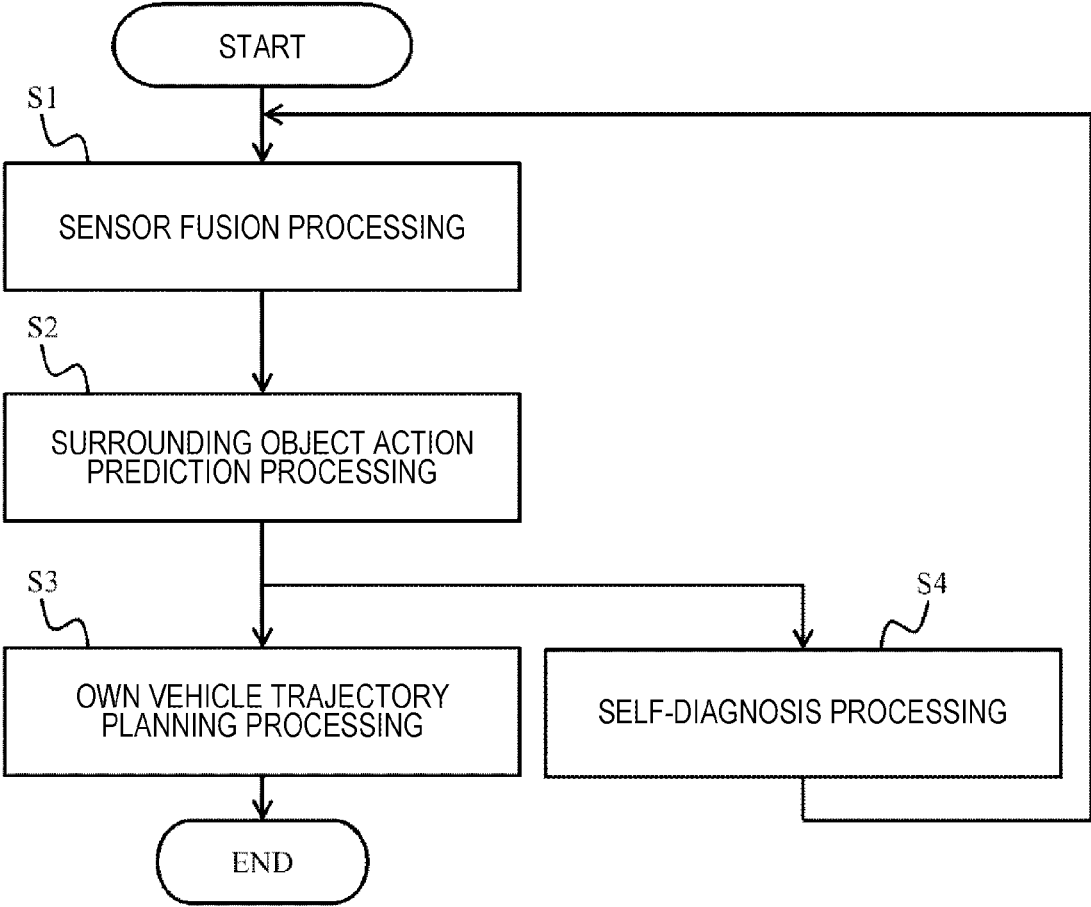 START
S1
SENSOR FUSION PROCESSING
S2
SURROUNDING OBJECT ACTION
PREDICTION PROCESSING
S3
OWN VEHICLE TRAJECTORY
PLANNING PROCESSING
S4
SELF-DIAGNOSIS PROCESSING
END